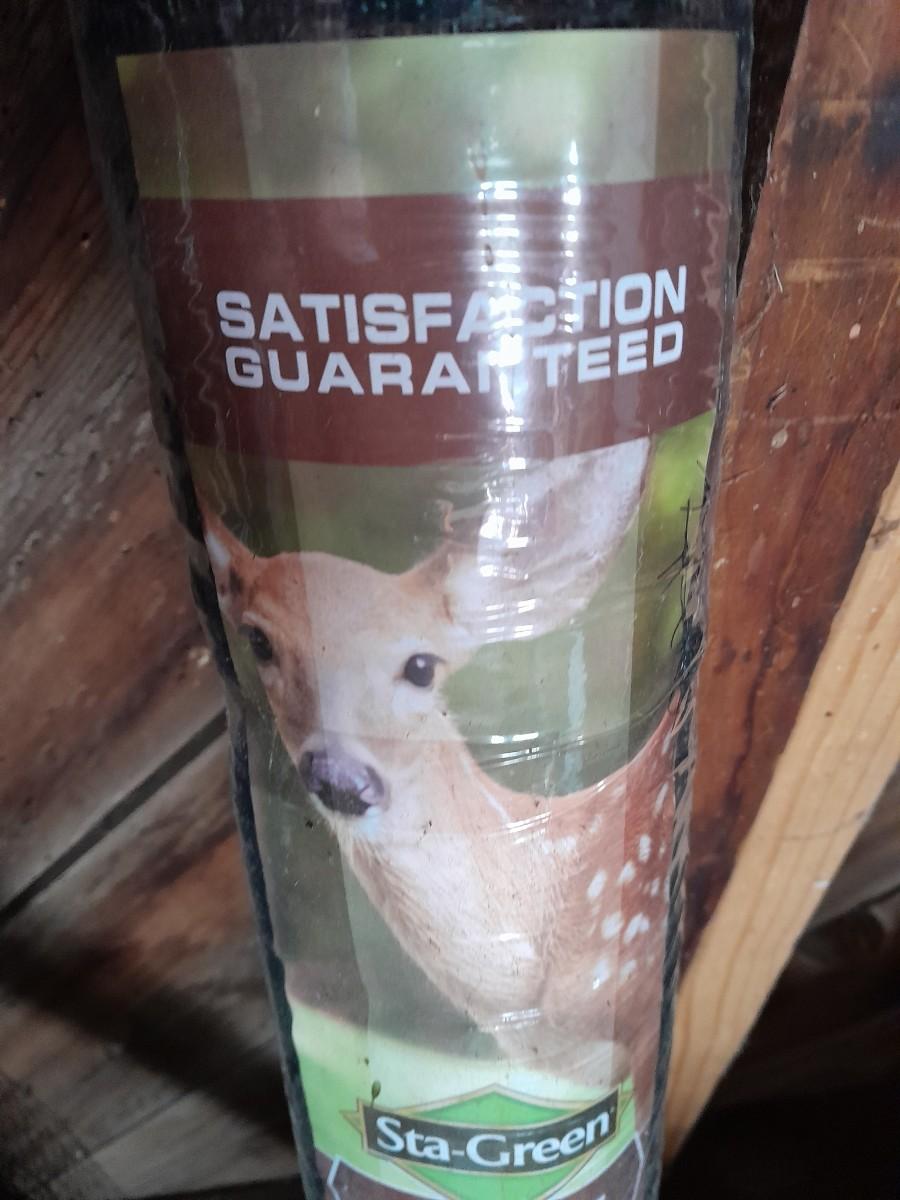 SATISFACTION
GUARANTEED
Sta-Green